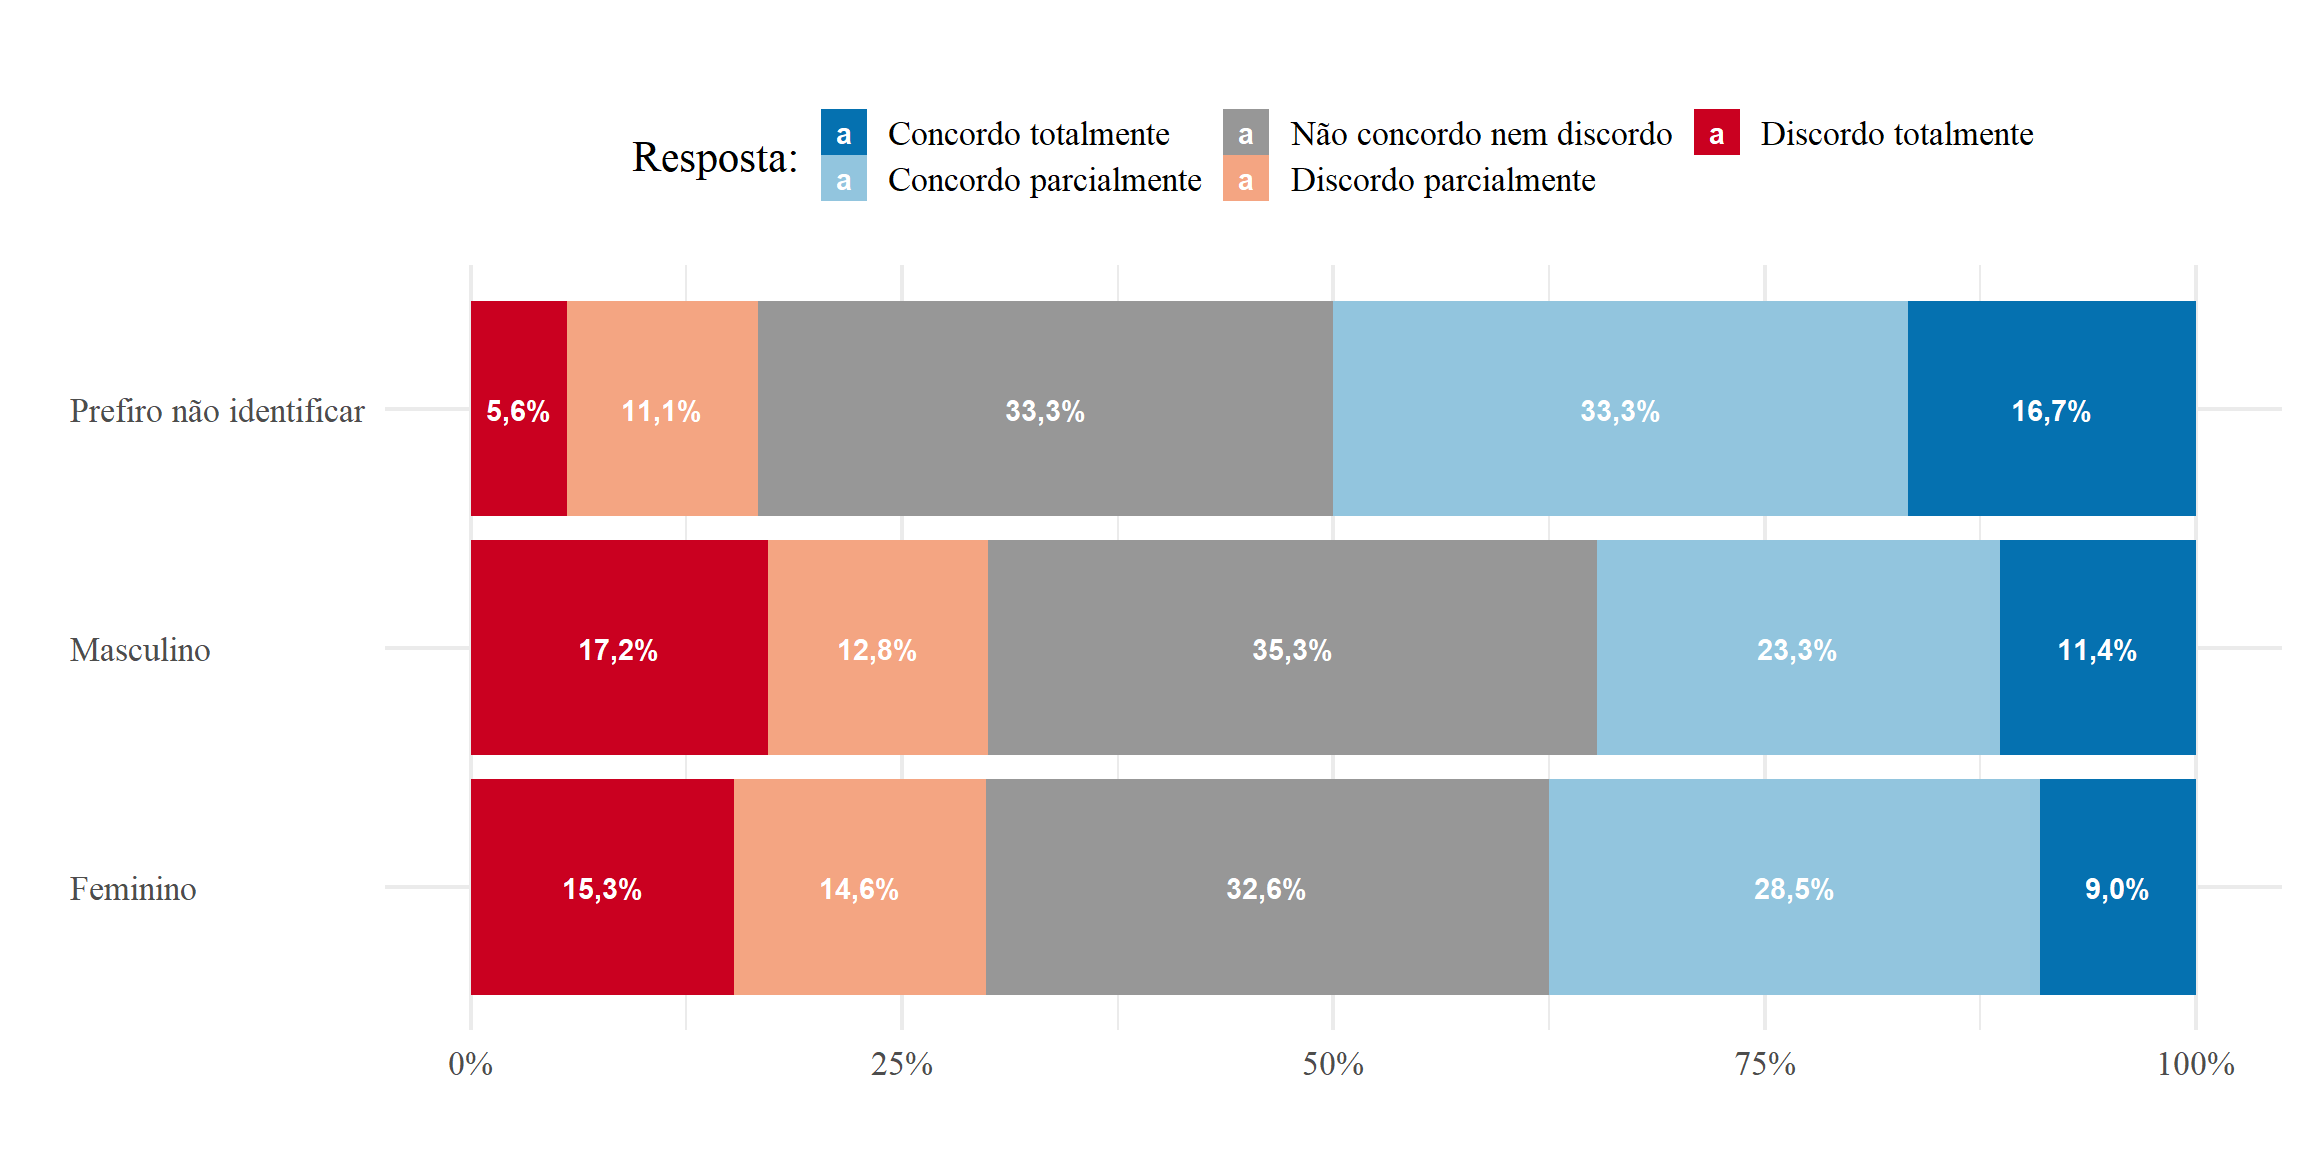 Resposta:
a Concordo totalmente a Não concordo nem discordo a Discordo totalmente
a Concordo parcialmente a Discordo parcialmente
Prefiro não identificar 5,6% 11,1% 33,3% 33,3% 16,7%
Masculino 17,2% 12,8% 35,3% 23,3% 11,4%
Feminino 15,3% 14,6% 32,6% 28,5% 9,0%
0% 25% 50% 75% 100%